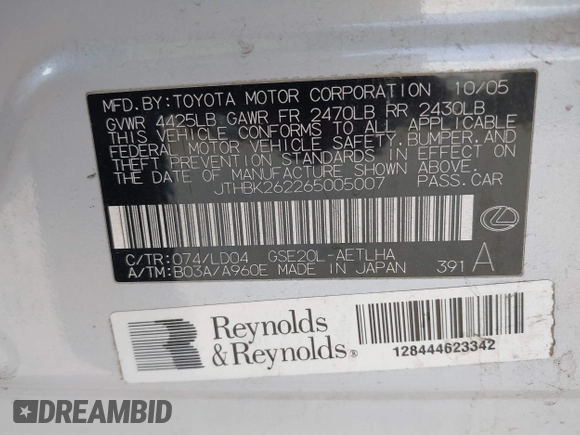 MFD. BY: TOYOTA MOTOR CORPORATION 10/05
GVWR 4425LB GAWR FR 2470LB RR 2430LB
THIS VEHICLE CONFORMS TO ALL APPLICABLE
FEDERAL MOTOR VEHICLE SAFETY, BUMPER, AND
THEFT PREVENTION STANDARDS IN EFFECT ON
THE DATE OF MANUFACTURE SHOWN ABOVE.
JTHBK262265005007 PASS. CAR
C/TR: 074/LD04 GSE20L-AETLHA
A/TM: B03A/A960E MADE IN JAPAN 391 A
Reynolds
& Reynolds®
128444623342
DREAMBID